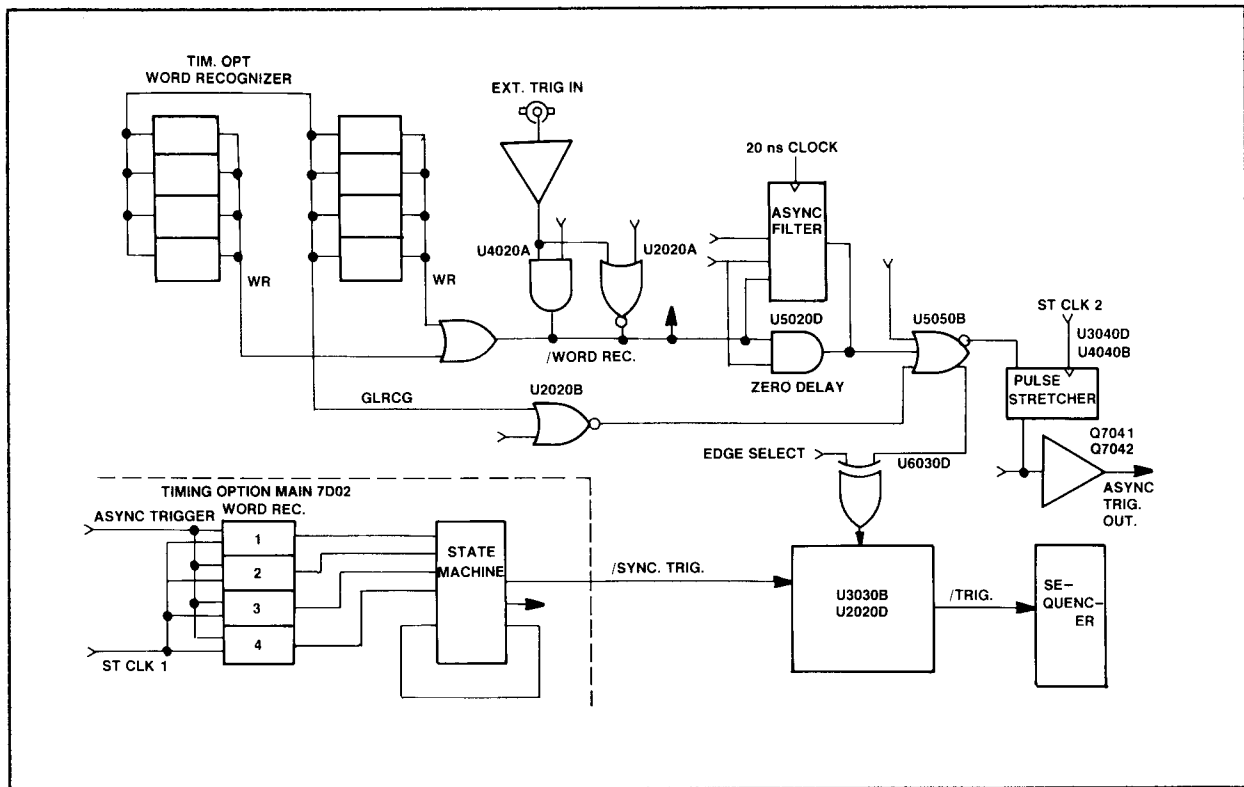 TIM. OPT
WORD RECOGNIZER
EXT. TRIG IN
20 ns CLOCK
ASYNC
FILTER
U4020A
U2020A
WR
WR
U5020D
U5050B
ST CLK 2
U3040D
U4040B
/WORD REC.
ZERO DELAY
PULSE
STRETCHER
GLRCG
U2020B
Q7041
Q7042
EDGE SELECT
U6030D
ASYNC
TRIG.
OUT.
TIMING OPTION MAIN 7D02
WORD REC.
ASYNC TRIGGER
1
2
3
4
STATE
MACHINE
/SYNC. TRIG.
U3030B
U2020D
/TRIG.
SE-
QUENC-
ER
ST CLK 1